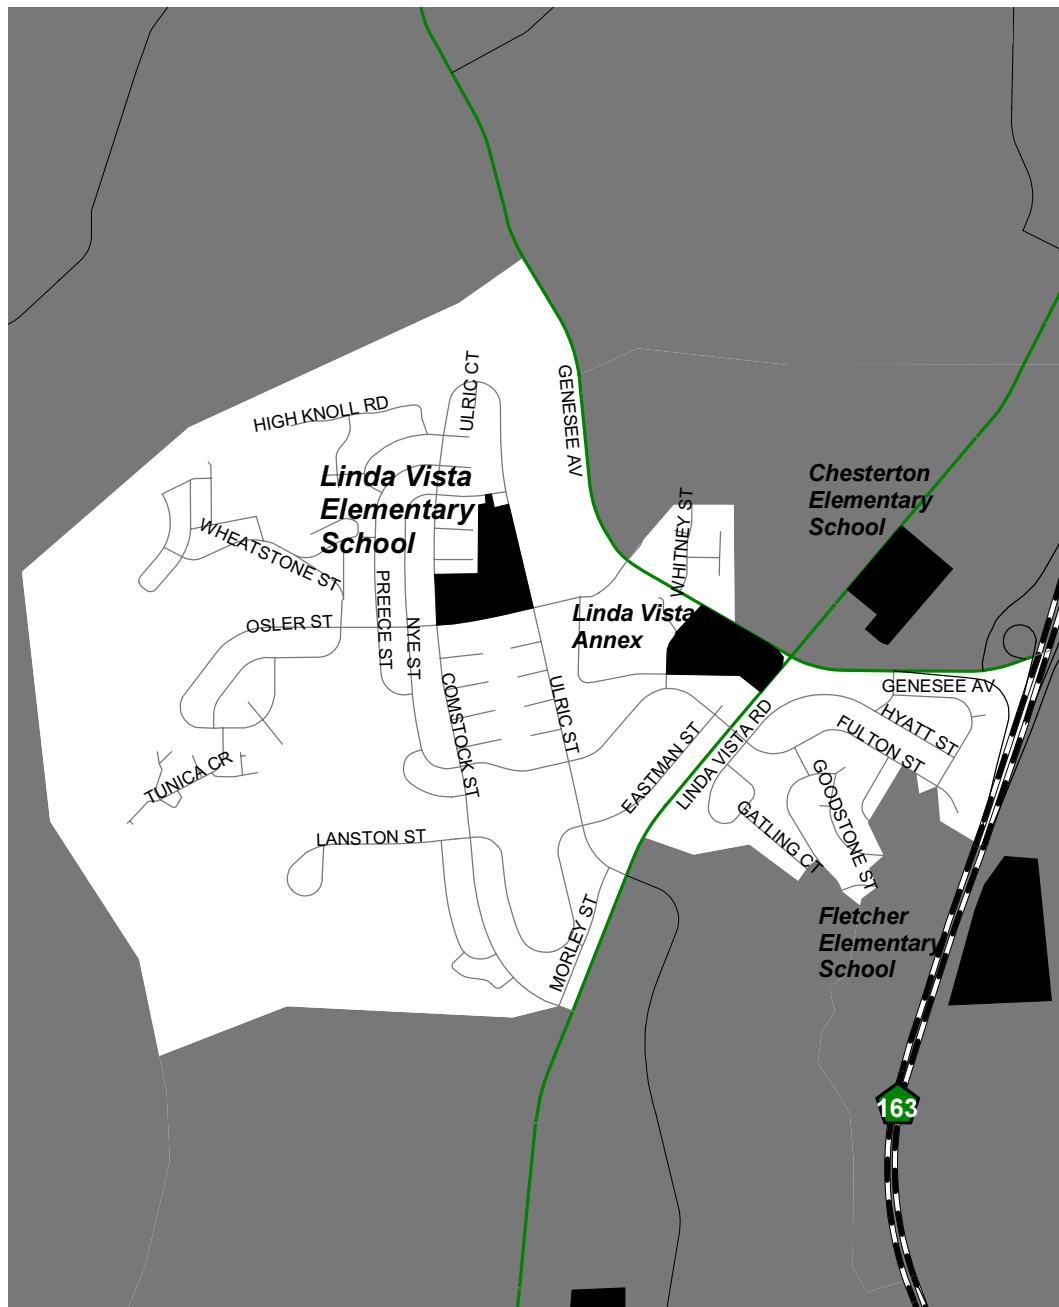 ULRIC CT
GENESEE AV
HIGH KNOLL RD
Linda Vista
Elementary
School
Chesterton
Elementary
School
WHITNEY ST
WHEATSTONE ST
PREECE ST
OSLER ST
NYE ST
Linda Vista
Annex
COMSTOCK ST
ULRIC ST
GENESEE AV
HYATT ST
FULTON ST
EASTMAN ST
LINDA VISTA RD
GOODSTONE ST
GATLING CT
TUNICA CR
LANSTON ST
MORLEY ST
Fletcher
Elementary
School
163